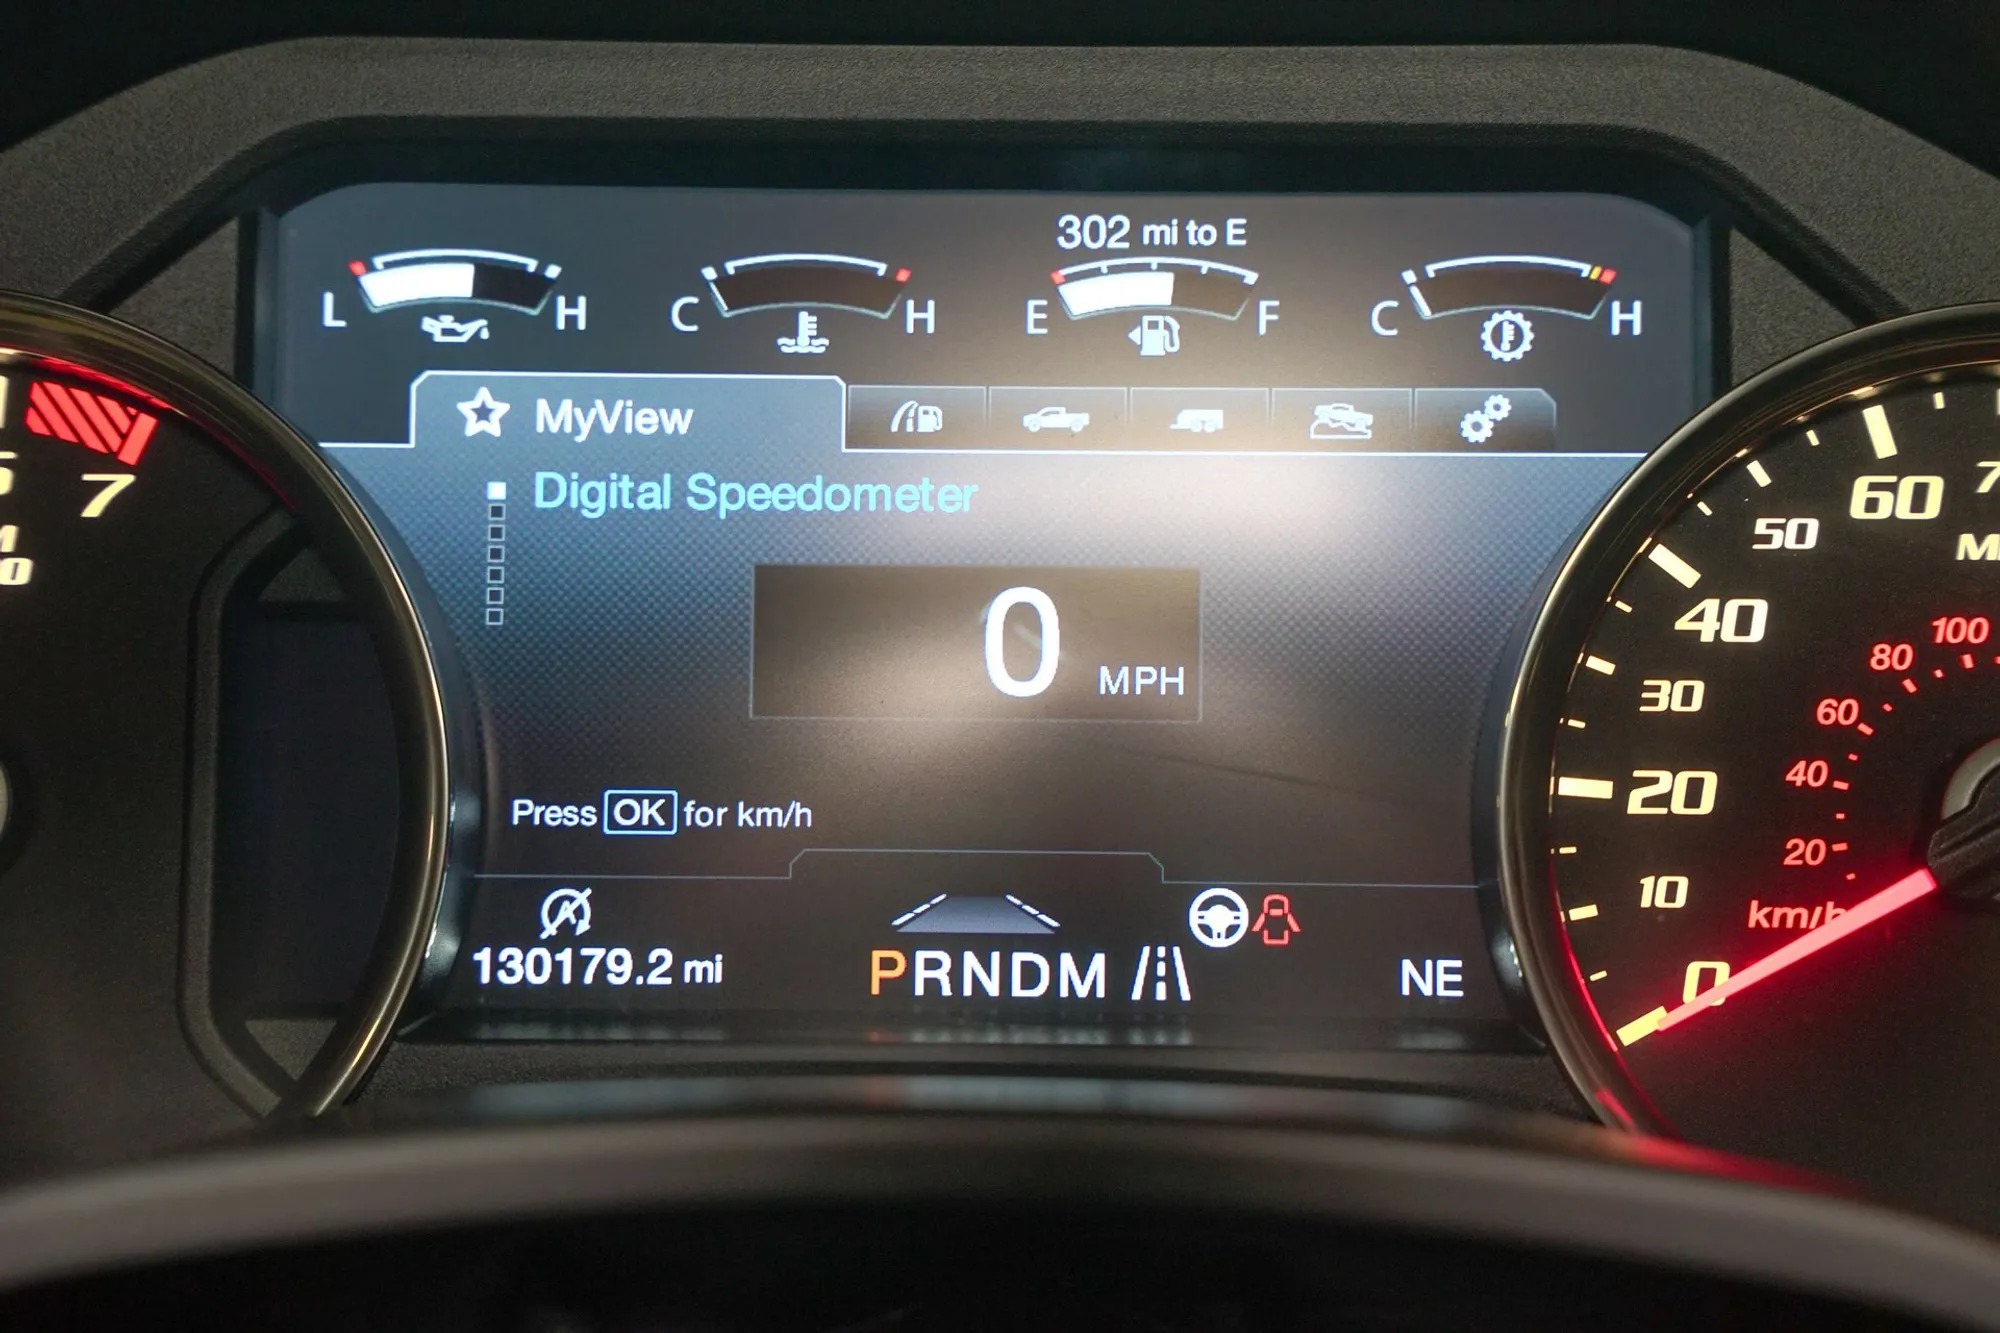 302 mi to E
L H
C H
E F
C H
MyView
Digital Speedometer
0 MPH
Press OK for km/h
130179.2 mi
PRNDM
NE
7
0
10
20
30
40
50
60
km/h
20
40
60
80
100